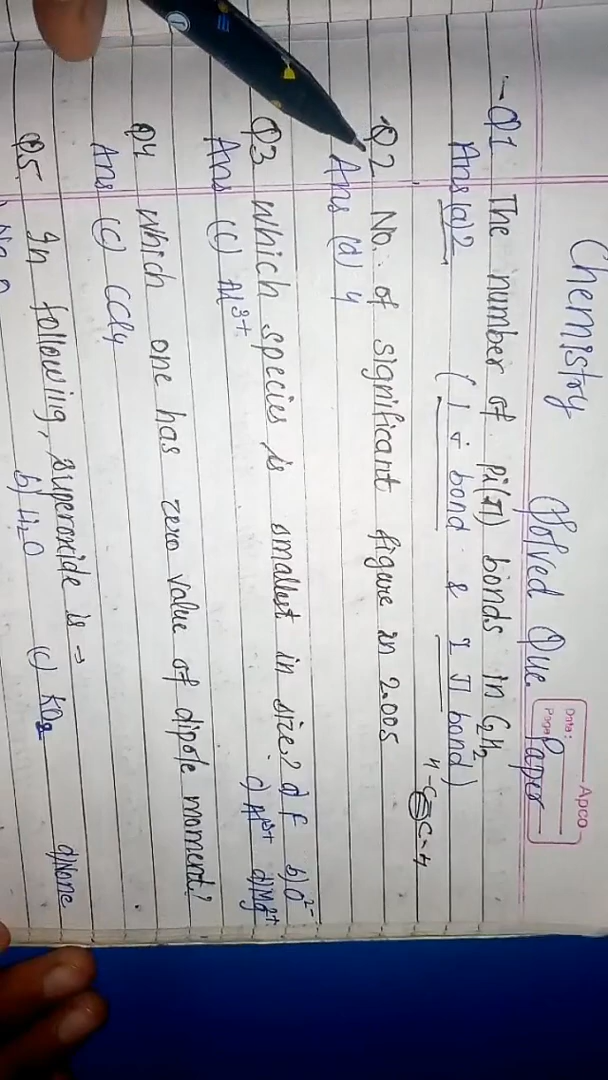 Apco
Date:
Page
Chemistry Solved Que. Paper
Q1 The number of pi(π) bonds in C2H2
Ans (a) 2 (1 σ bond & 2 π bond)
H-C≡C-H
Q2 No. of significant figure in 2.005
Ans (d) 4
Q3 which species is smallest in size? a) F b) O2-
Ans (c) Al3+ c) Al3+ d) Mg2+
Q4 which one has zero value of dipole moment?
Ans (c) CCl4
Q5 In following, superoxide is →
b) H2O (c) KO2 d) None